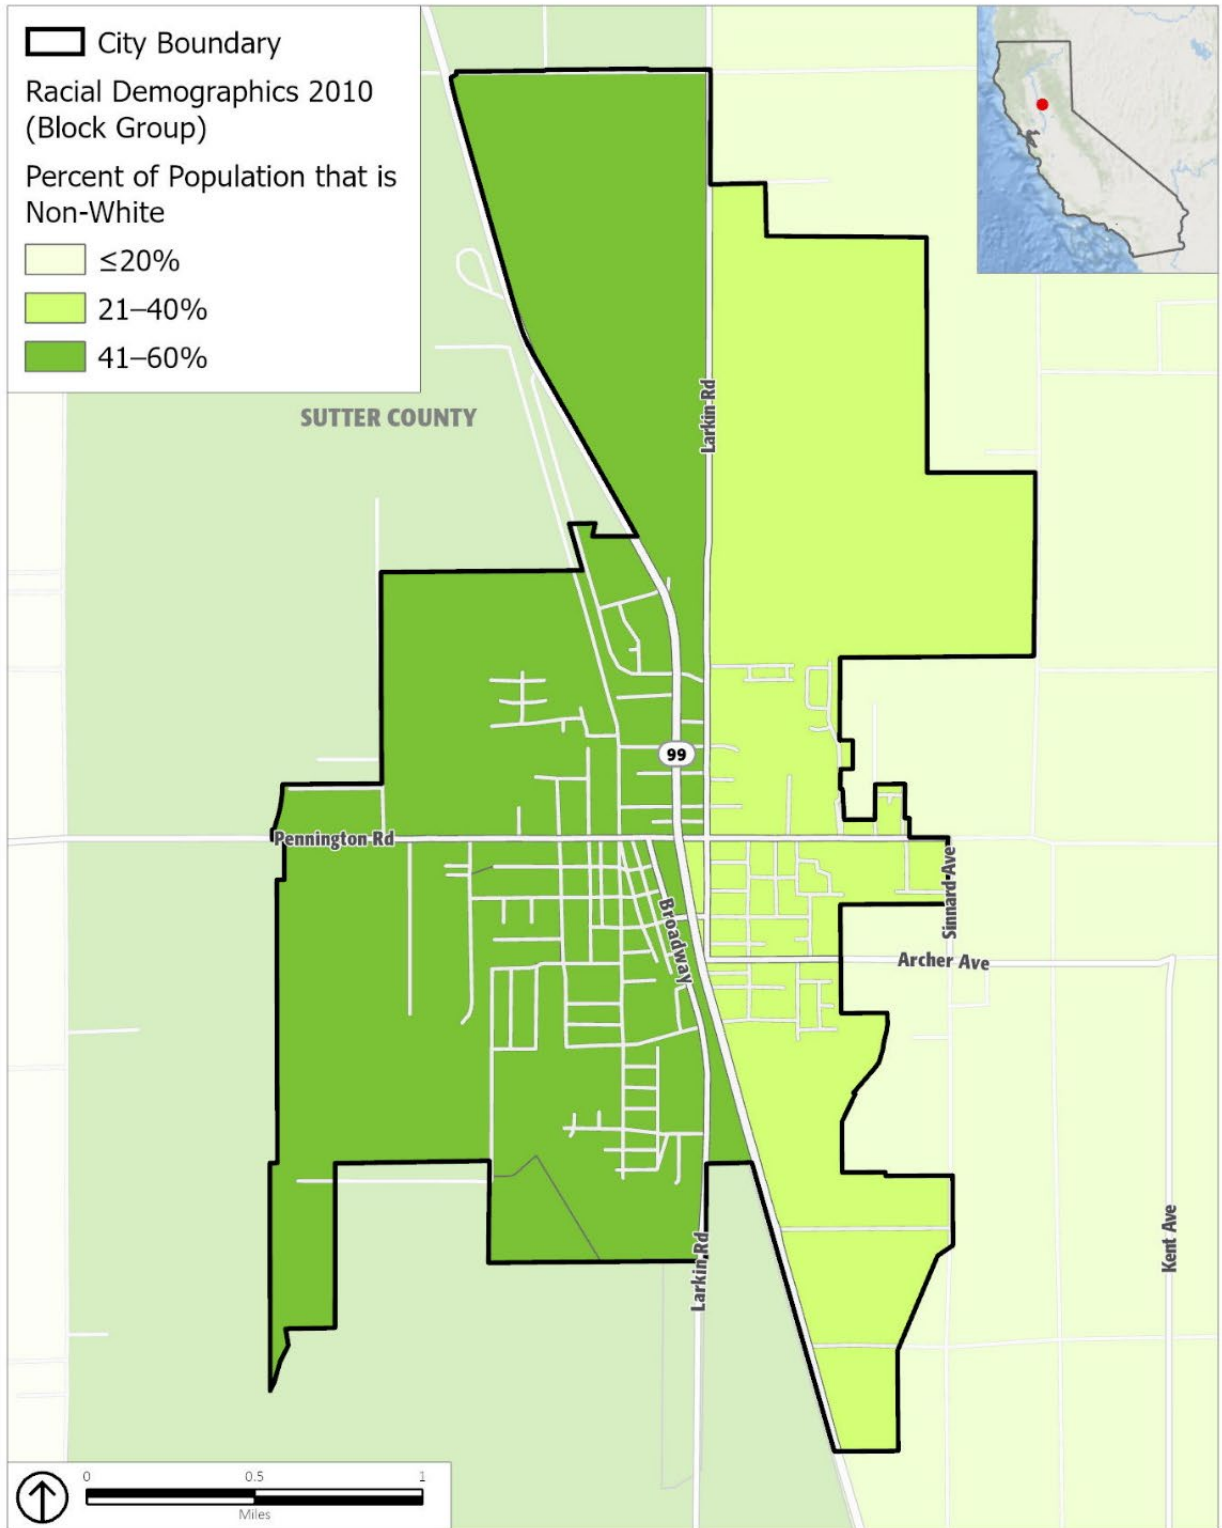 City Boundary
Racial Demographics 2010
(Block Group)
Percent of Population that is
Non-White
≤20%
21–40%
41–60%
SUTTER COUNTY
Larkin Rd
99
Pennington Rd
Broadway
Sinnard Ave
Archer Ave
Larkin Rd
Kent Ave
0 0.5 1
Miles